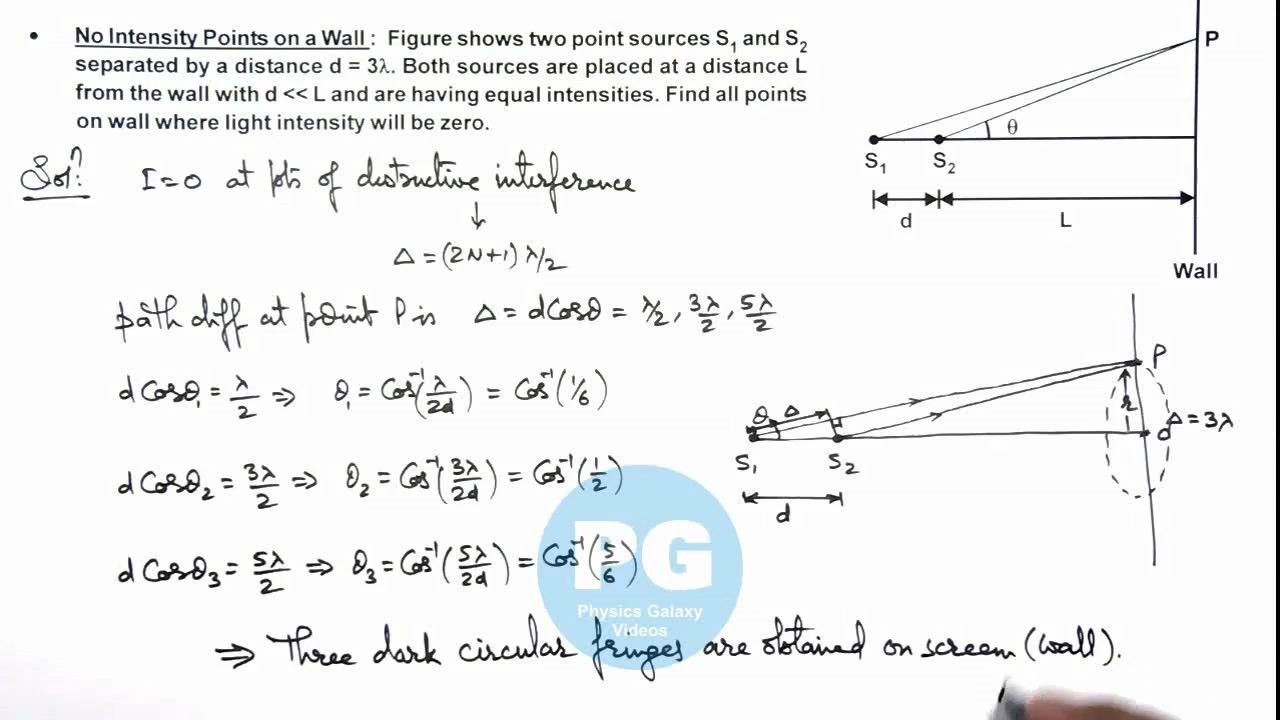 • No Intensity Points on a Wall : Figure shows two point sources S₁ and S₂
separated by a distance d = 3λ. Both sources are placed at a distance L
from the wall with d << L and are having equal intensities. Find all points
on wall where light intensity will be zero.
P
θ
S₁ S₂
d L
Wall
Solⁿ: I=0 at pts of destructive interference
↓
Δ = (2N+1) λ/2
path diff at point P is Δ = dCosθ = λ/2, 3λ/2, 5λ/2
dCosθ₁ = λ/2 ⇒ θ₁ = Cos⁻¹(λ/2d) = Cos⁻¹(1/6)
dCosθ₂ = 3λ/2 ⇒ θ₂ = Cos⁻¹(3λ/2d) = Cos⁻¹(1/2)
dCosθ₃ = 5λ/2 ⇒ θ₃ = Cos⁻¹(5λ/2d) = Cos⁻¹(5/6)
P
θ Δ
r
Δ = 3λ
S₁ S₂
d
PG
Physics Galaxy
Videos
⇒ Three dark circular fringes are obtained on screen (wall).